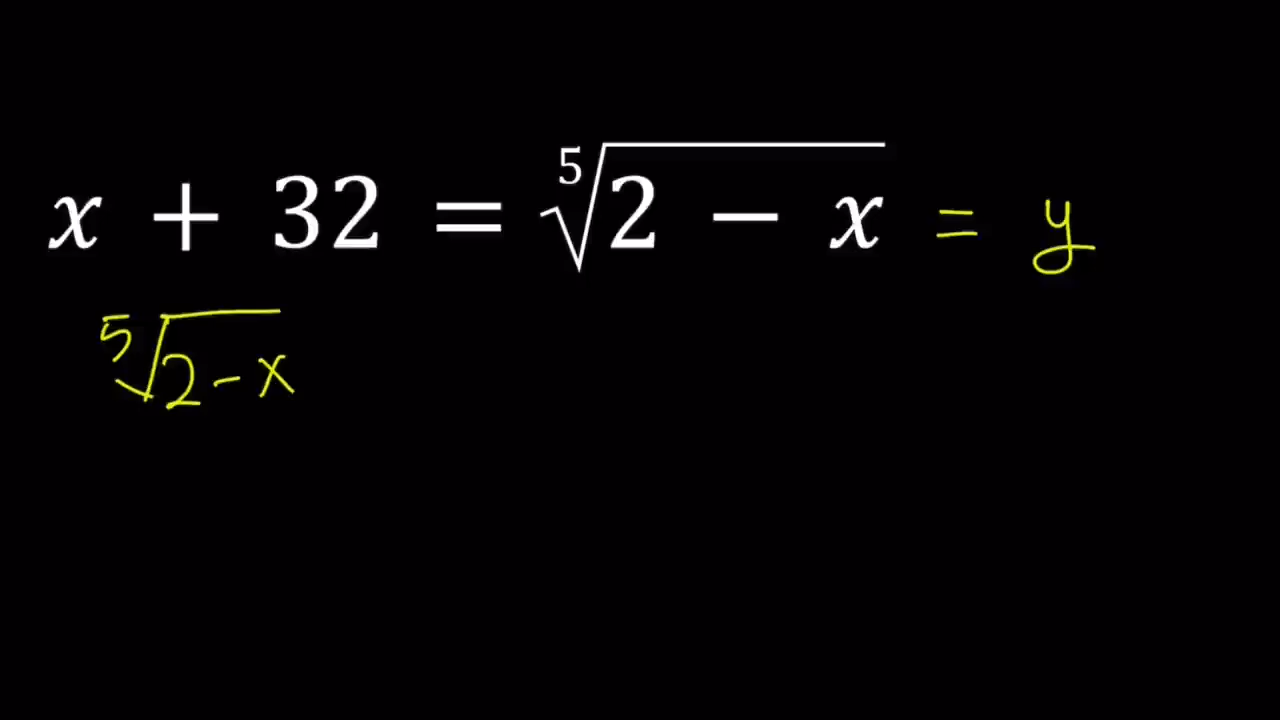 x + 32 = ⁵√(2 − x) = y
⁵√(2 − x)